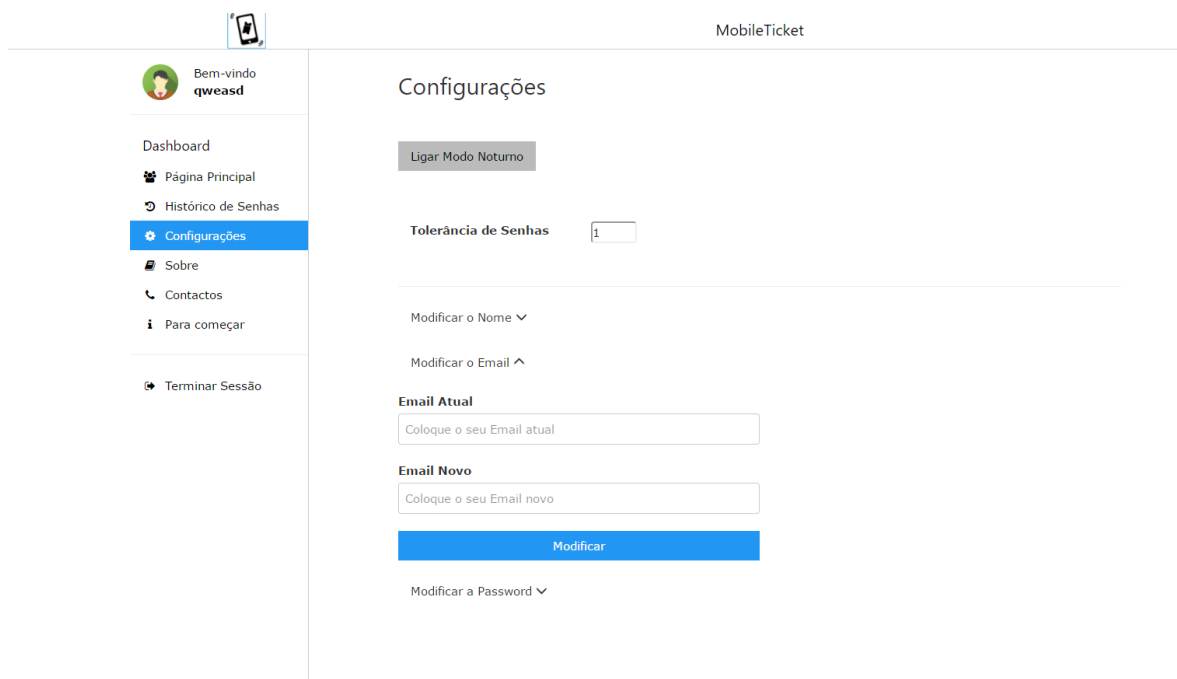 MobileTicket
Bem-vindo
qweasd
Dashboard
Página Principal
Histórico de Senhas
Configurações
Sobre
Contactos
Para começar
Terminar Sessão
Configurações
Ligar Modo Noturno
Tolerância de Senhas 1
Modificar o Nome
Modificar o Email
Email Atual
Coloque o seu Email atual
Email Novo
Coloque o seu Email novo
Modificar
Modificar a Password